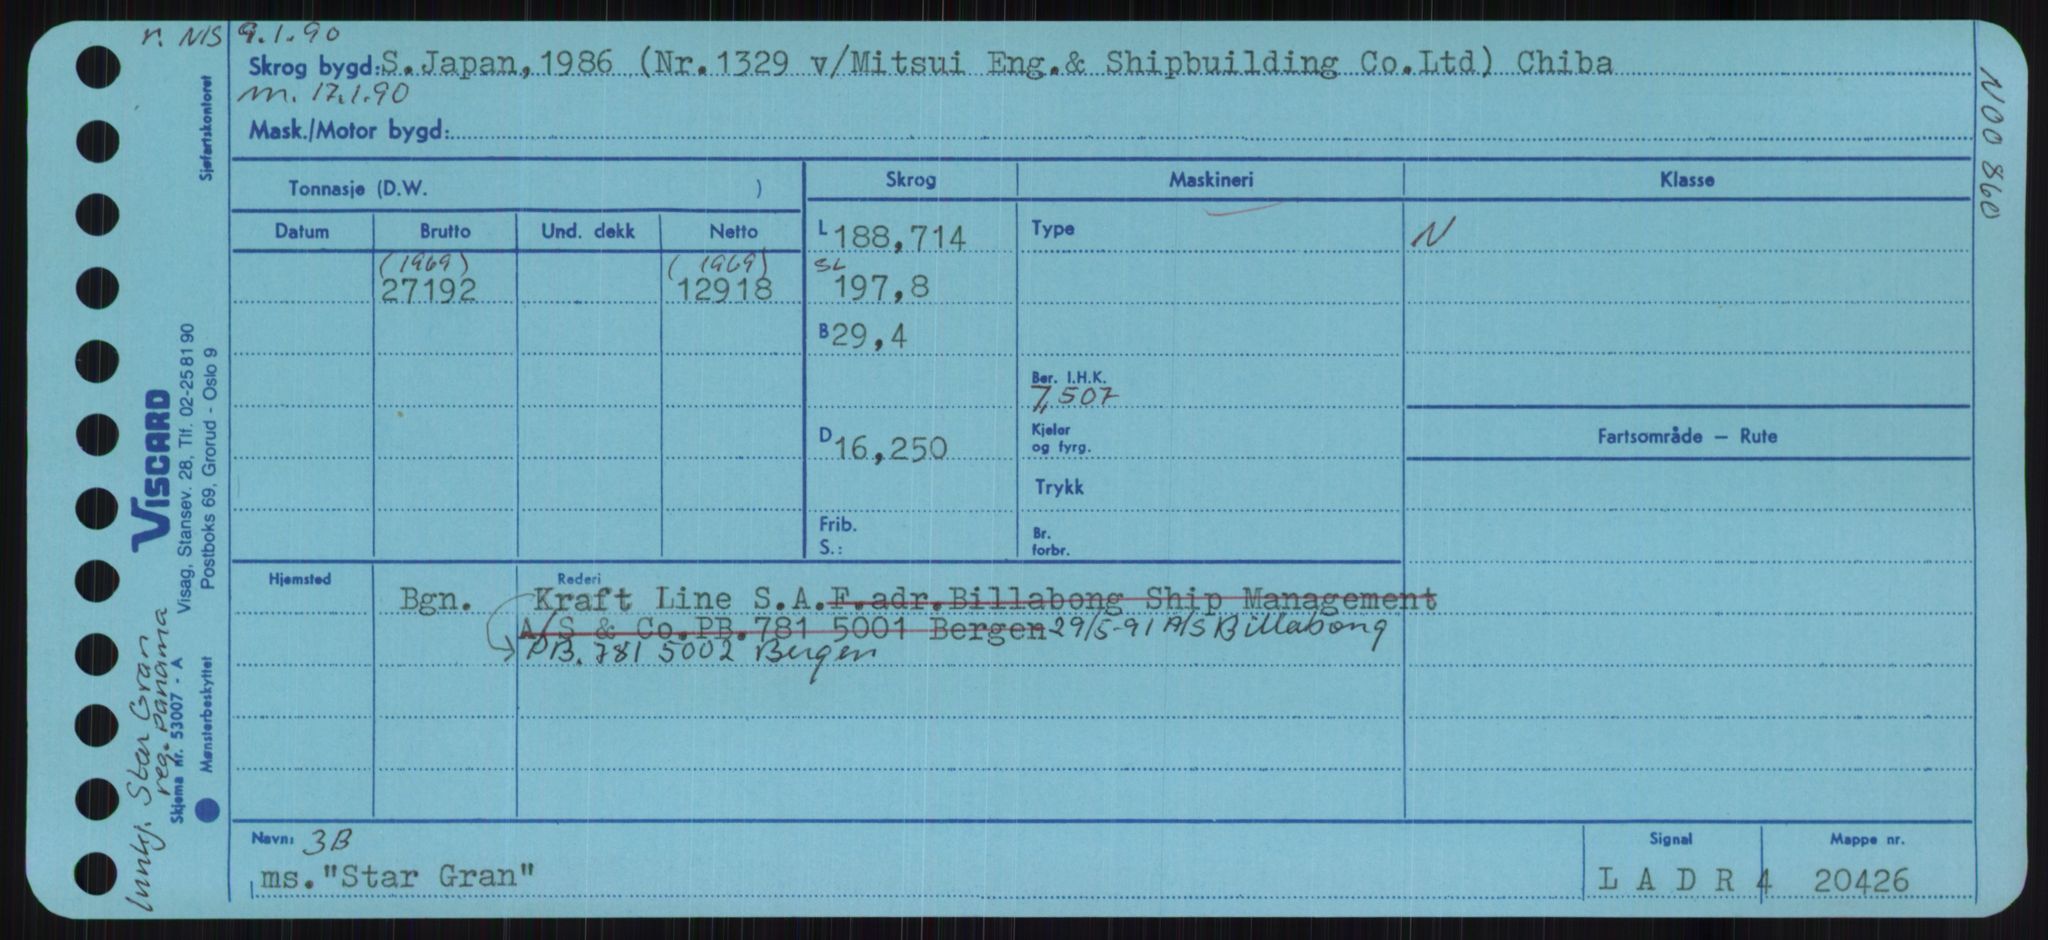 r. NIS 9.1.90
Skrog bygd: S.Japan, 1986 (Nr.1329 v/Mitsui Eng.& Shipbuilding Co.Ltd) Chiba
m. 17.1.90
Mask./Motor bygd:
N00 860
Sjøfartskontoret
Tonnasje (D.W. )
Skrog Maskineri Klasse
Datum Brutto Und. dekk Netto
L 188,714 Type N
(1969) (1969) SL
27192 12918 197,8
B 29,4
Ber. I.H.K.
7,507
D 16,250
Kjeler
og fyrg.
Fartsområde — Rute
Trykk
Frib.
S.:
Br.
forbr.
Hjemsted Rederi
Bgn. Kraft Line S.A.F.adr.Billabong Ship Management
A/S & Co.PB.781 5001 Bergen 29/5-91 A/S Billabong
PB. 781 5002 Bergen
Navn: 3B Signal Mappe nr.
ms."Star Gran" L A D R 4 20426
VISCARD
Visag, Stansev. 28, Tlf. 02-25 81 90
Postboks 69, Grorud - Oslo 9
Skjema nr. 53007 - A
Mønsterbeskyttet
Innkj. Star Gran
reg. Panama